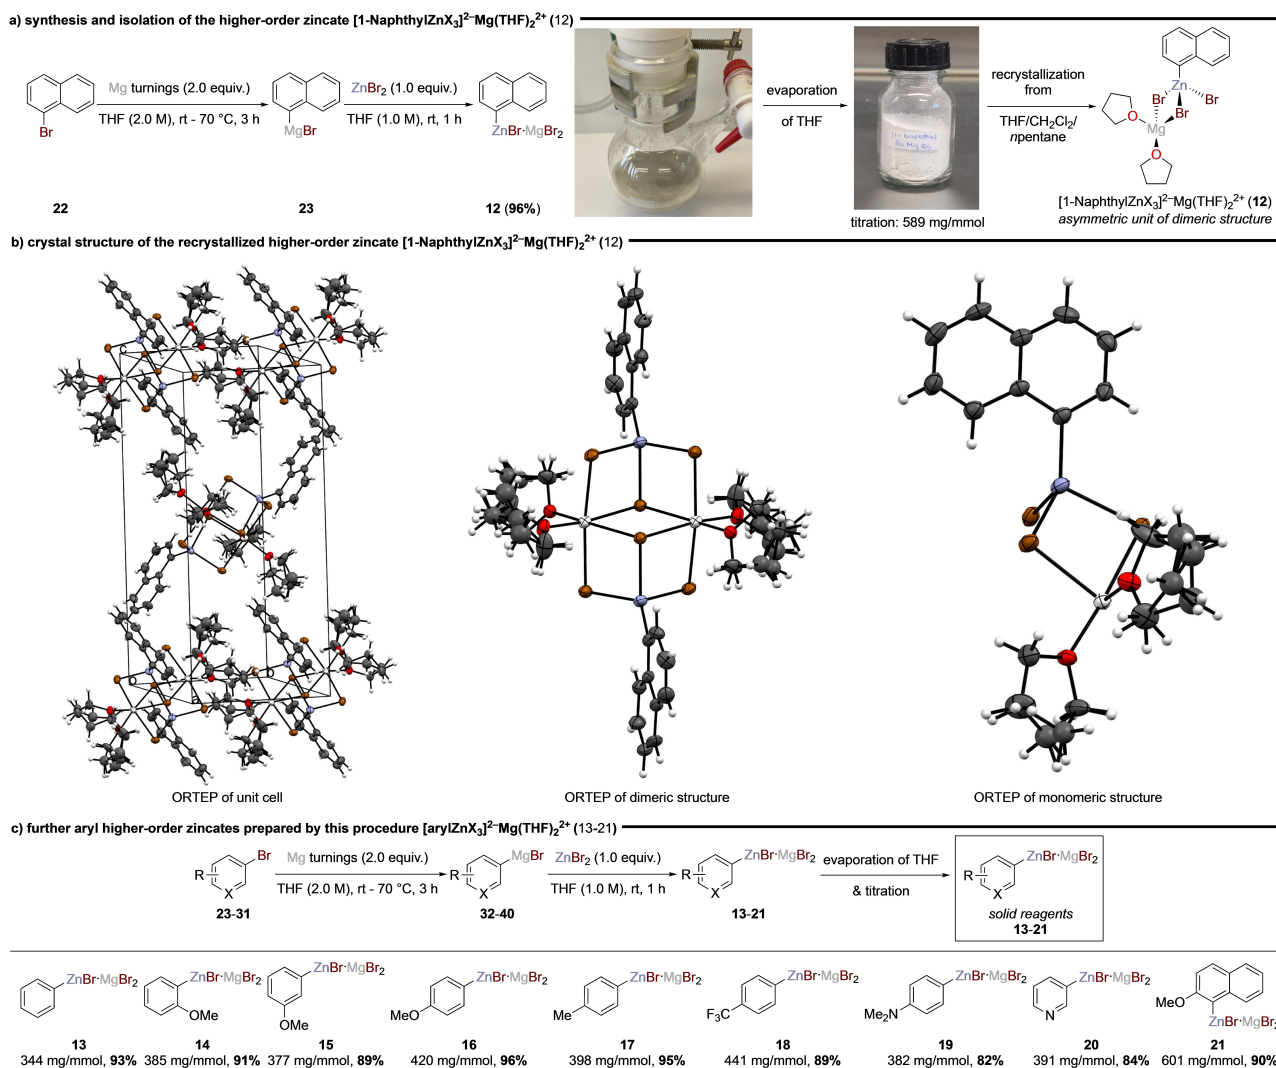 a) synthesis and isolation of the higher-order zincate [1-NaphthylZnX₃]²⁻Mg(THF)₂²⁺ (12)
Br
22
Mg turnings (2.0 equiv.)
THF (2.0 M), rt - 70 °C, 3 h
MgBr
23
ZnBr₂ (1.0 equiv.)
THF (1.0 M), rt, 1 h
ZnBr·MgBr₂
12 (96%)
evaporation
of THF
titration: 589 mg/mmol
recrystallization
from
THF/CH₂Cl₂/
npentane
Zn
Br
Br
Br
O
Mg
O
[1-NaphthylZnX₃]²⁻Mg(THF)₂²⁺ (12)
asymmetric unit of dimeric structure
b) crystal structure of the recrystallized higher-order zincate [1-NaphthylZnX₃]²⁻Mg(THF)₂²⁺ (12)
ORTEP of unit cell
ORTEP of dimeric structure
ORTEP of monomeric structure
c) further aryl higher-order zincates prepared by this procedure [arylZnX₃]²⁻Mg(THF)₂²⁺ (13-21)
Br
R
X
23-31
Mg turnings (2.0 equiv.)
THF (2.0 M), rt - 70 °C, 3 h
MgBr
R
X
32-40
ZnBr₂ (1.0 equiv.)
THF (1.0 M), rt, 1 h
ZnBr·MgBr₂
R
X
13-21
evaporation of THF
& titration
ZnBr·MgBr₂
R
X
solid reagents
13-21
ZnBr·MgBr₂
13
344 mg/mmol, 93%
ZnBr·MgBr₂
OMe
14
385 mg/mmol, 91%
ZnBr·MgBr₂
OMe
15
377 mg/mmol, 89%
ZnBr·MgBr₂
MeO
16
420 mg/mmol, 96%
ZnBr·MgBr₂
Me
17
398 mg/mmol, 95%
ZnBr·MgBr₂
F₃C
18
441 mg/mmol, 89%
ZnBr·MgBr₂
Me₂N
19
382 mg/mmol, 82%
ZnBr·MgBr₂
N
20
391 mg/mmol, 84%
MeO
ZnBr·MgBr₂
21
601 mg/mmol, 90%